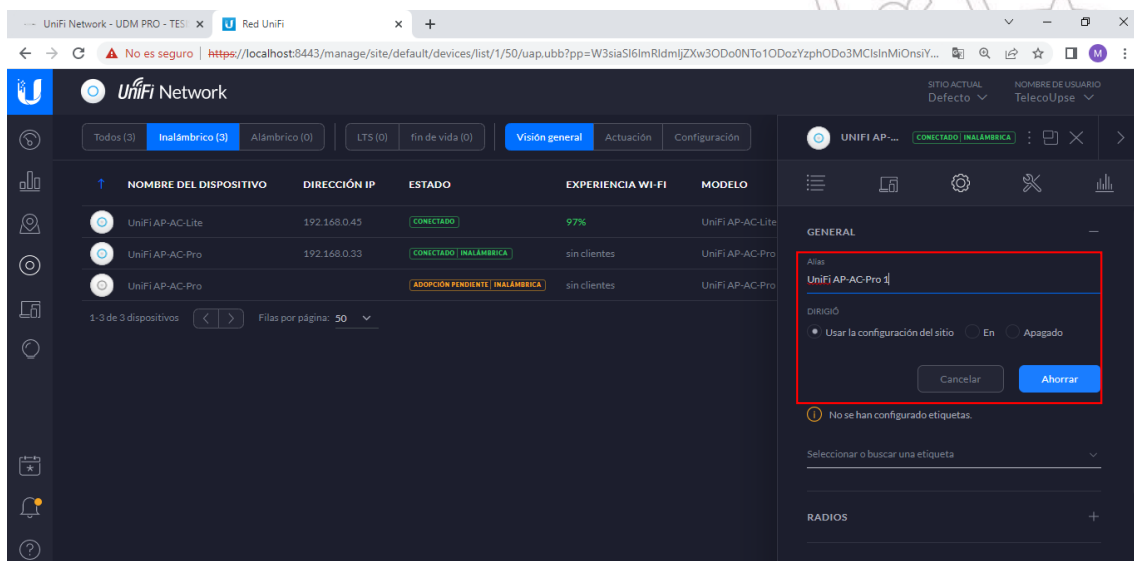 UniFi Network - UDM PRO - TES
Red UniFi
No es seguro | https://localhost:8443/manage/site/default/devices/list/1/50/uap,ubb?pp=W3siaSI6ImRldmljZXw3ODo0NTo1ODozYzphODo3MCIsInMiOnsiY...
M
UniFi Network
SITIO ACTUAL
Defecto
NOMBRE DE USUARIO
TelecoUpse
Todos (3) Inalámbrico (3) Alámbrico (0) LTS (0) fin de vida (0) Visión general Actuación Configuración
UNIFI AP-... CONECTADO | INALÁMBRICA
NOMBRE DEL DISPOSITIVO DIRECCIÓN IP ESTADO EXPERIENCIA WI-FI MODELO
UniFi AP-AC-Lite 192.168.0.45 CONECTADO 97% UniFi AP-AC-Lite
UniFi AP-AC-Pro 192.168.0.33 CONECTADO | INALÁMBRICA sin clientes UniFi AP-AC-Pro
UniFi AP-AC-Pro ADOPCIÓN PENDIENTE | INALÁMBRICA sin clientes UniFi AP-AC-Pro
1-3 de 3 dispositivos Filas por página: 50
GENERAL
Alias
UniFi AP-AC-Pro 1
DIRIGIÓ
Usar la configuración del sitio En Apagado
Cancelar Ahorrar
No se han configurado etiquetas.
Seleccionar o buscar una etiqueta
RADIOS